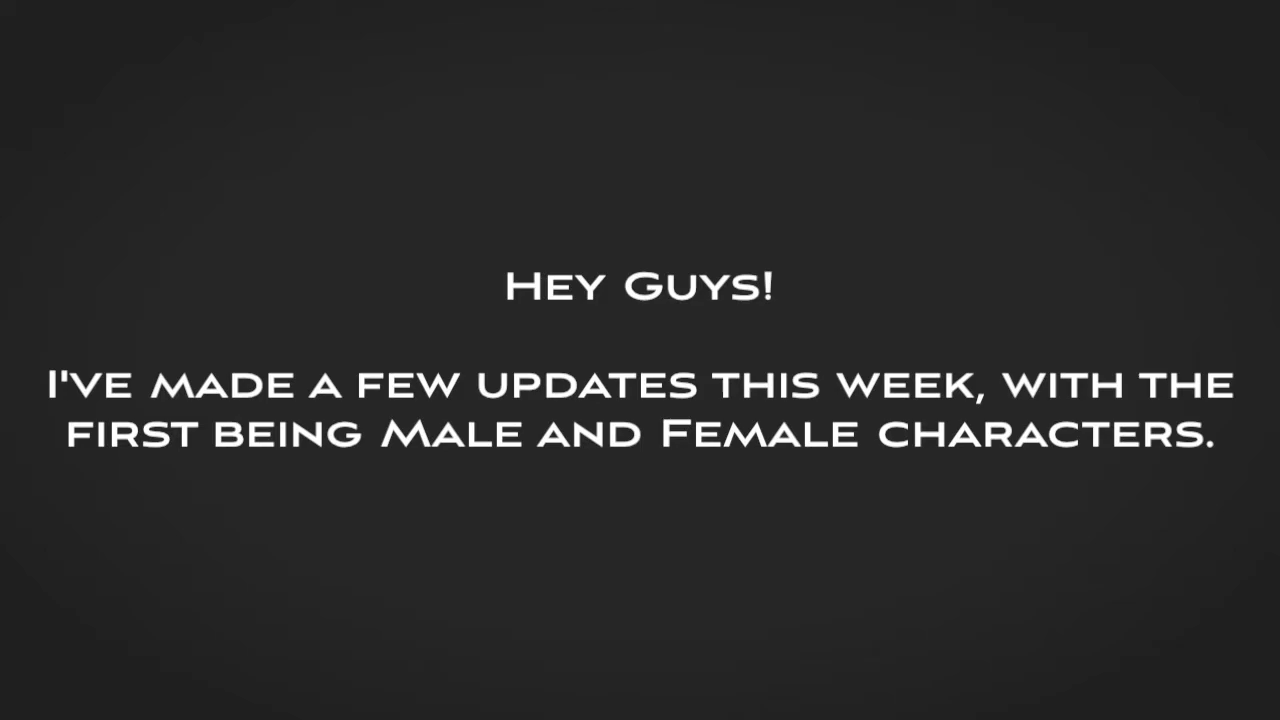 Hey Guys!
I've made a few updates this week, with the
first being Male and Female characters.